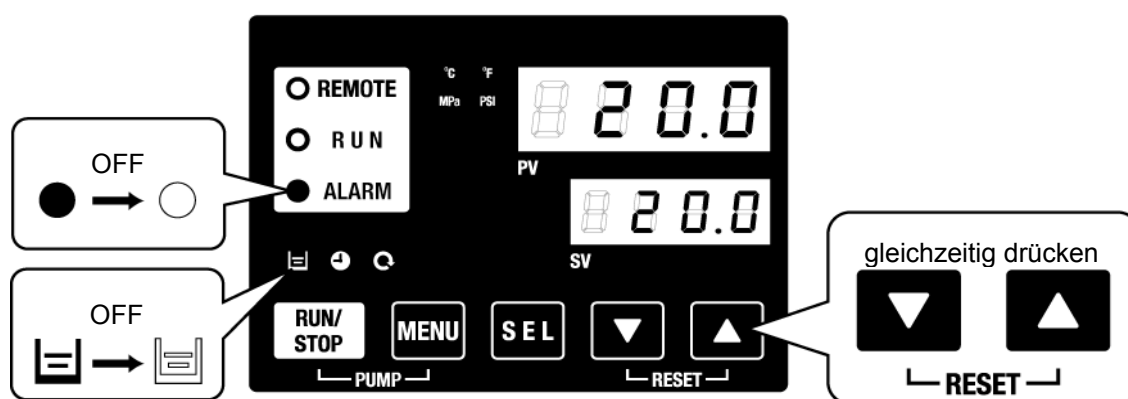 °C °F
REMOTE
MPa PSI
20.0
OFF
RUN
PV
ALARM
20.0
SV
gleichzeitig drücken
OFF
RUN/
STOP
MENU
SEL
PUMP
RESET
RESET